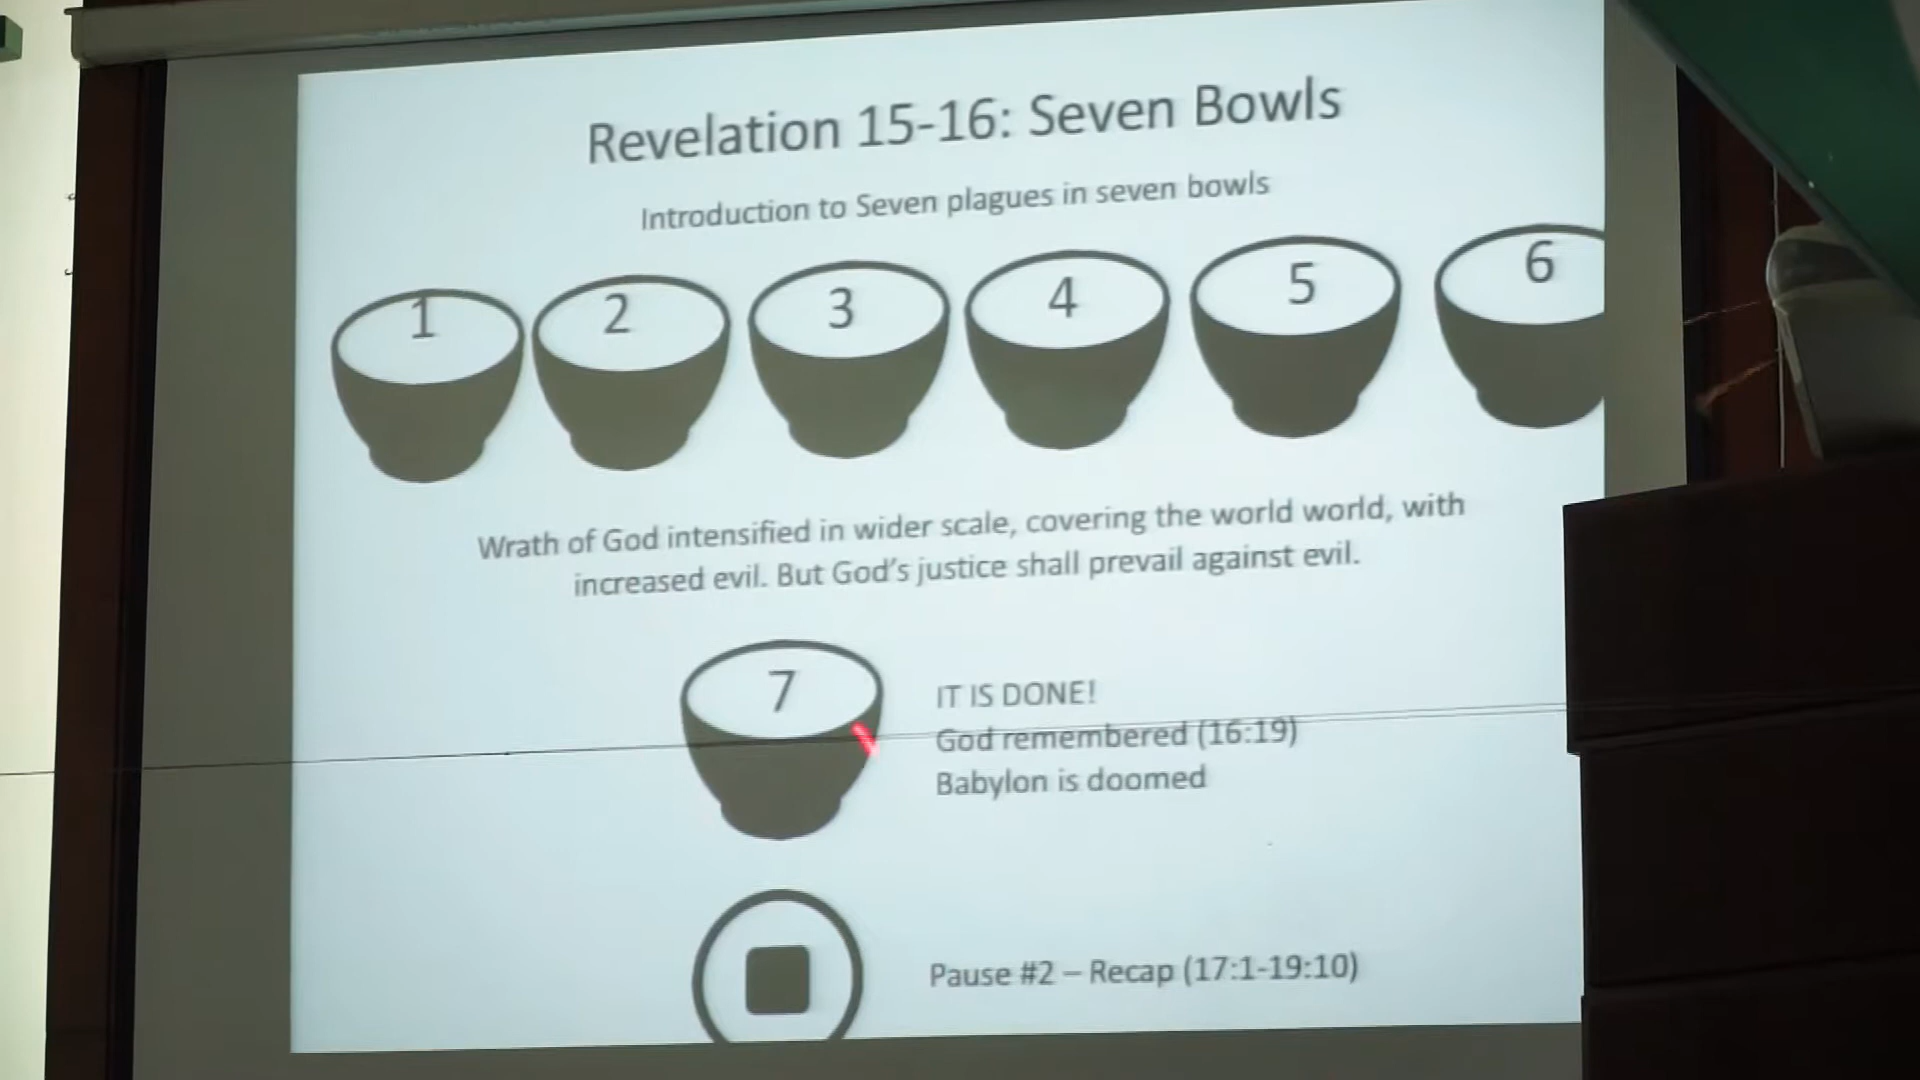 Revelation 15-16: Seven Bowls
Introduction to Seven plagues in seven bowls
1 2 3 4 5 6
Wrath of God intensified in wider scale, covering the world world, with
increased evil. But God's justice shall prevail against evil.
7
IT IS DONE!
God remembered (16:19)
Babylon is doomed
Pause #2 – Recap (17:1-19:10)